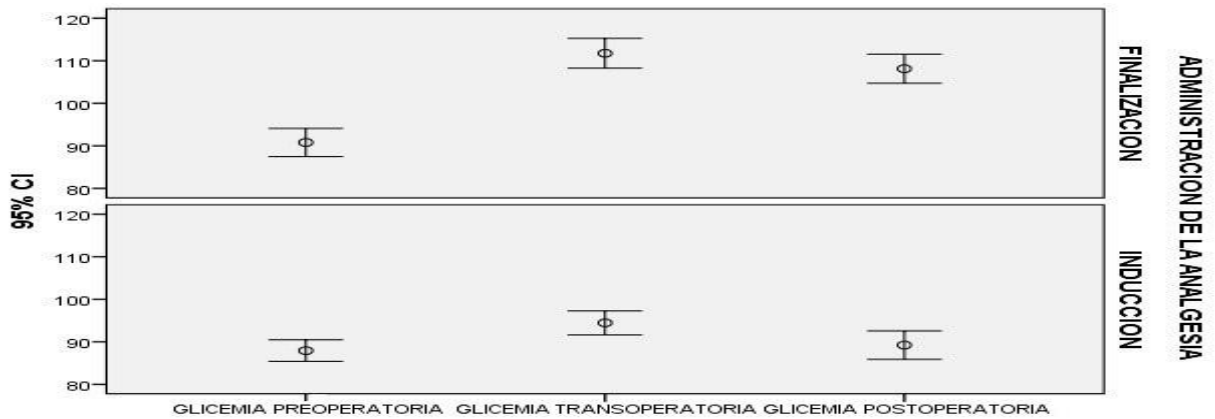 95% IC
120
110
100
90
80
FINALIZACION
120
110
100
90
80
INDUCCION
ADMINISTRACION DE LA ANALGESIA
GLICEMIA PREOPERATORIA GLICEMIA TRANSOPERATORIA GLICEMIA POSTOPERATORIA